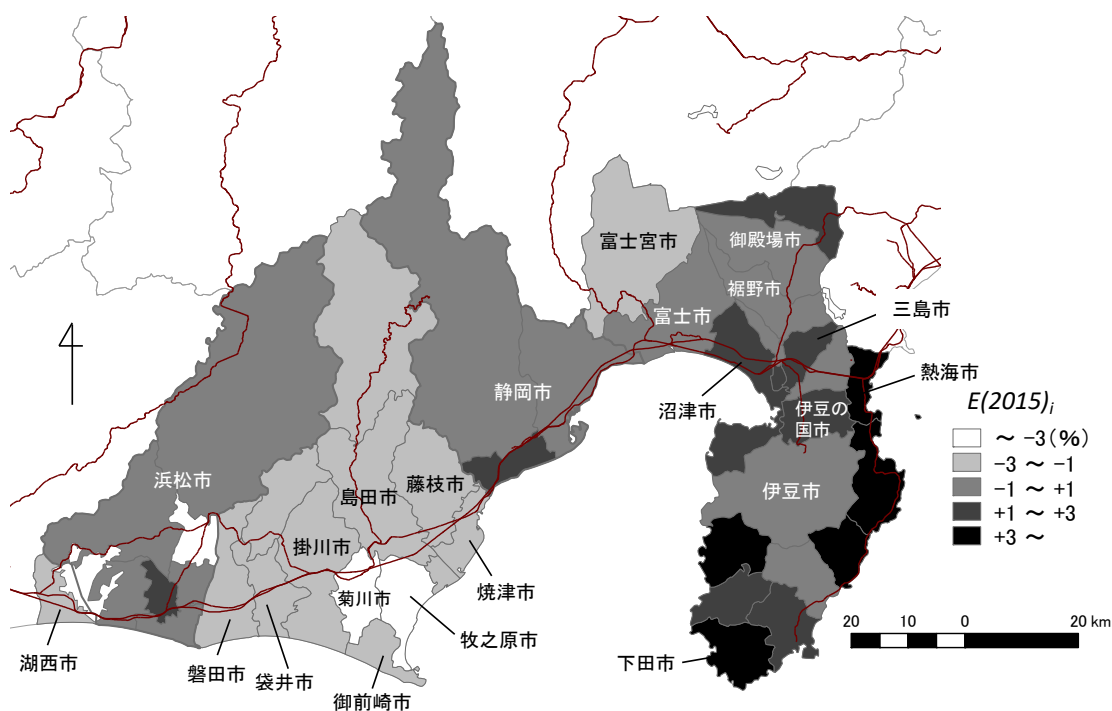 富士宮市
御殿場市
裾野市
富士市
三島市
熱海市
沼津市
伊豆の
国市
静岡市
浜松市
島田市
藤枝市
伊豆市
掛川市
焼津市
菊川市
牧之原市
湖西市
磐田市
袋井市
御前崎市
下田市
E(2015)i
～ -3(%)
-3 ～ -1
-1 ～ +1
+1 ～ +3
+3 ～
20 10 0 20 km